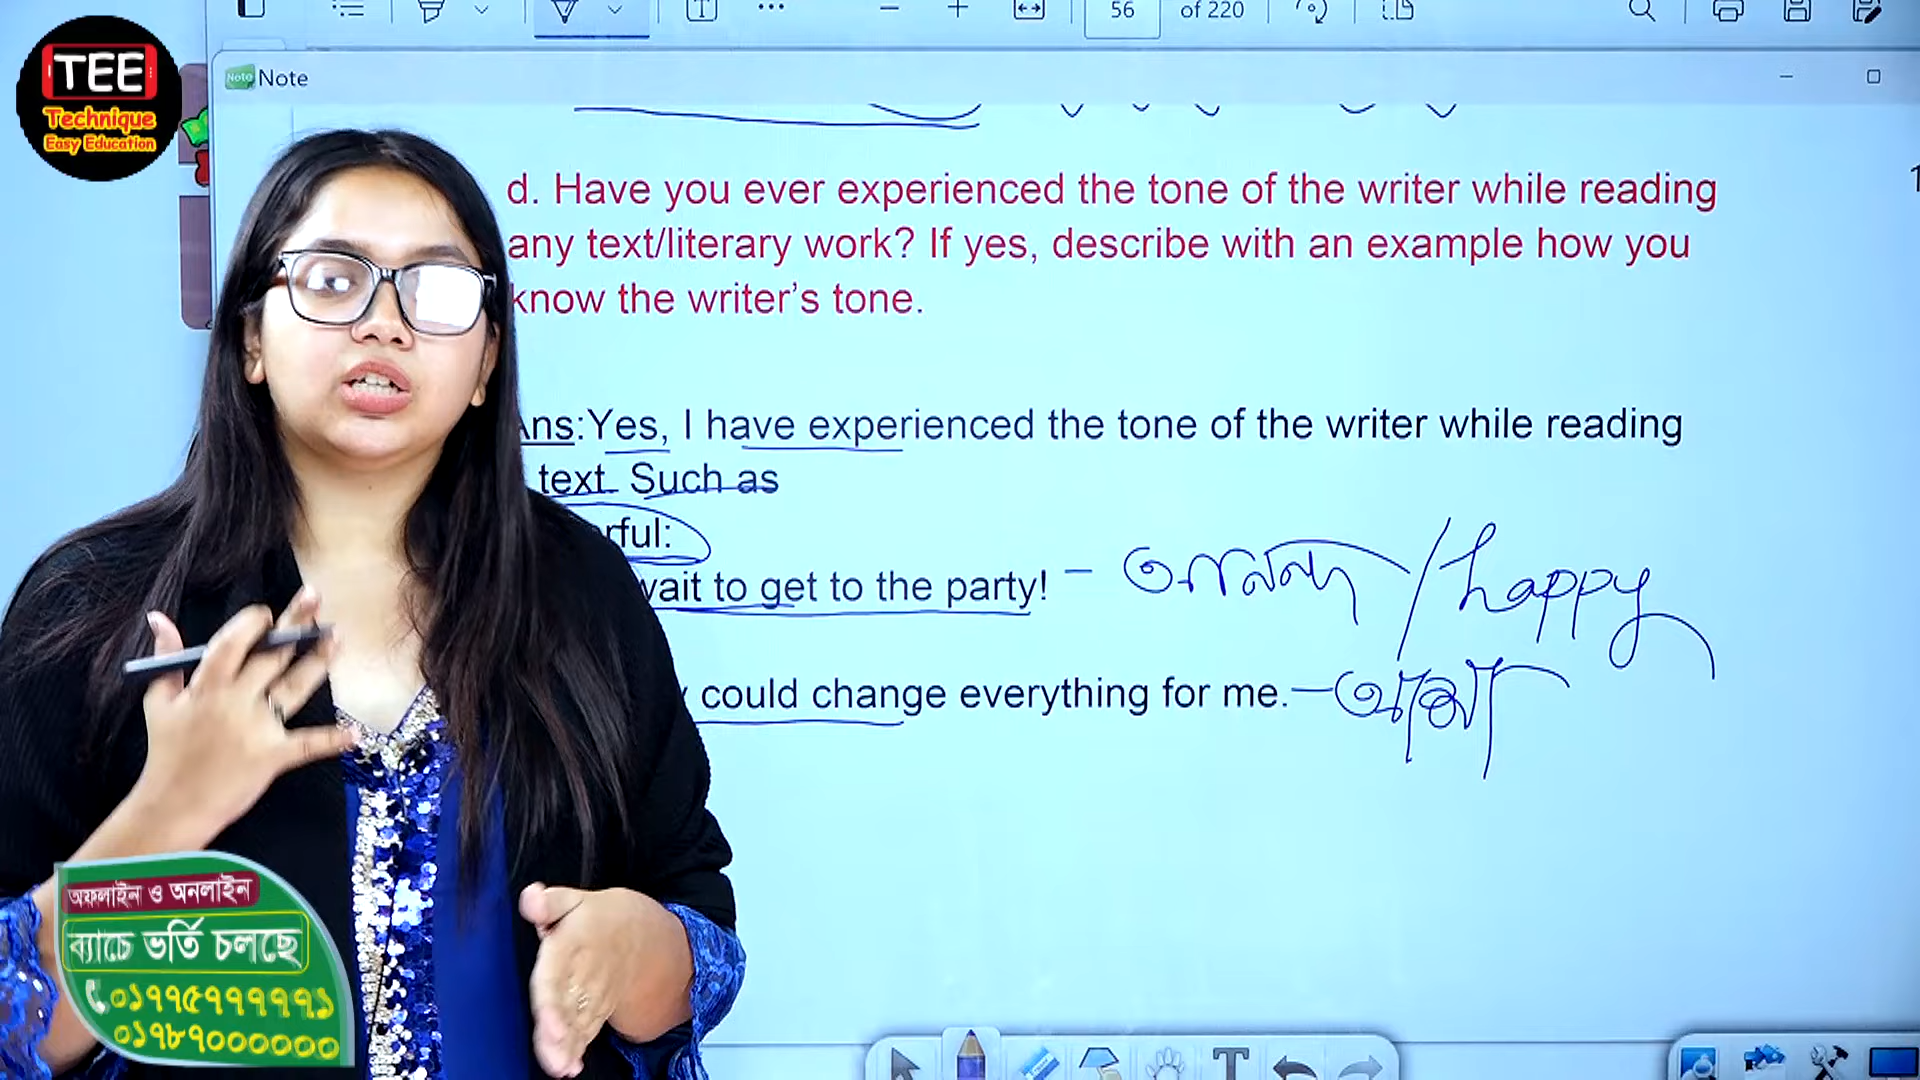 TEE
Technique
Easy Education
56 of 220
Note
d. Have you ever experienced the tone of the writer while reading
any text/literary work? If yes, describe with an example how you
know the writer's tone.
Ans:Yes, I have experienced the tone of the writer while reading
text. Such as
rful:
wait to get to the party! – আনন্দ / happy
could change everything for me. – আশা
অফলাইন ও অনলাইন
ব্যাচে ভর্তি চলছে
০১৭৭৫৭৭৭৭৭১
০১৭৮৭০০০০০০